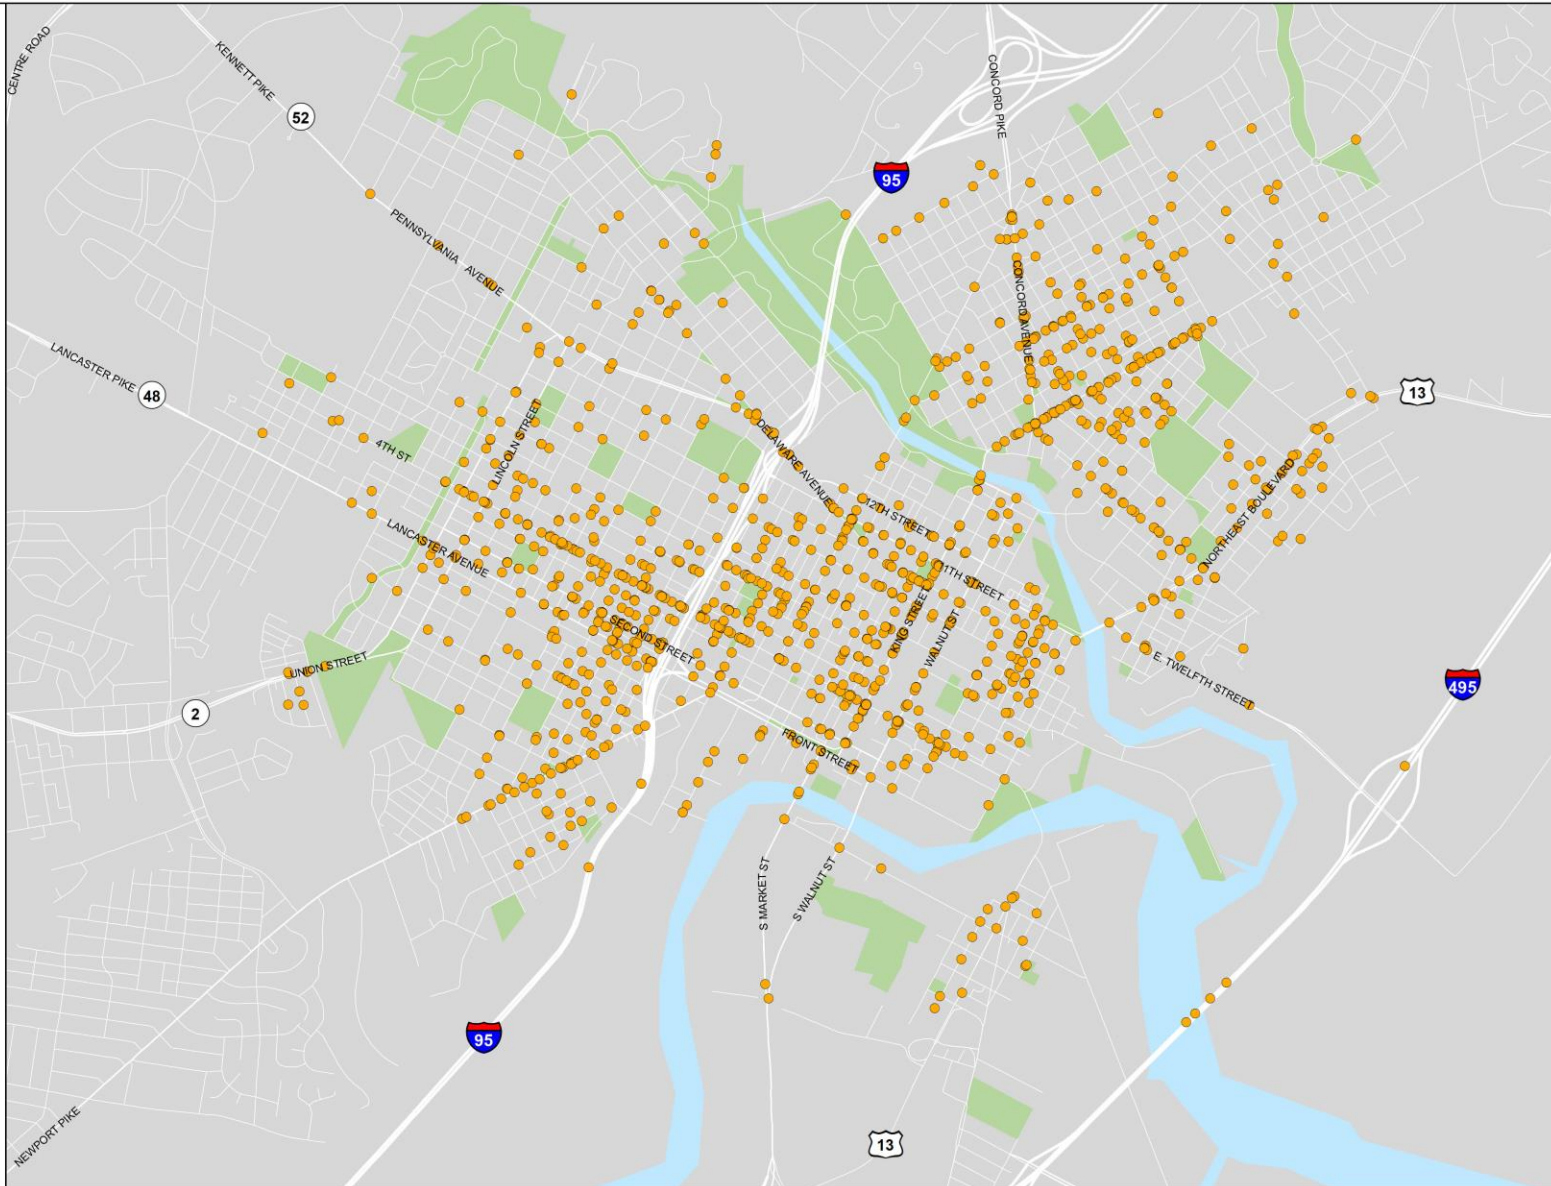 CENTRE ROAD
KENNETT PIKE
52
CONCORD PIKE
95
PENNSYLVANIA AVENUE
CONCORD AVENUE
LANCASTER PIKE
48
13
4TH ST
LINCOLN STREET
DELAWARE AVENUE
12TH STREET
NORTHEAST BOULEVARD
LANCASTER AVENUE
11TH STREET
KING STREET
WALNUT ST
SECOND STREET
UNION STREET
E. TWELFTH STREET
495
2
FRONT STREET
S MARKET ST
S WALNUT ST
95
NEWPORT PIKE
13